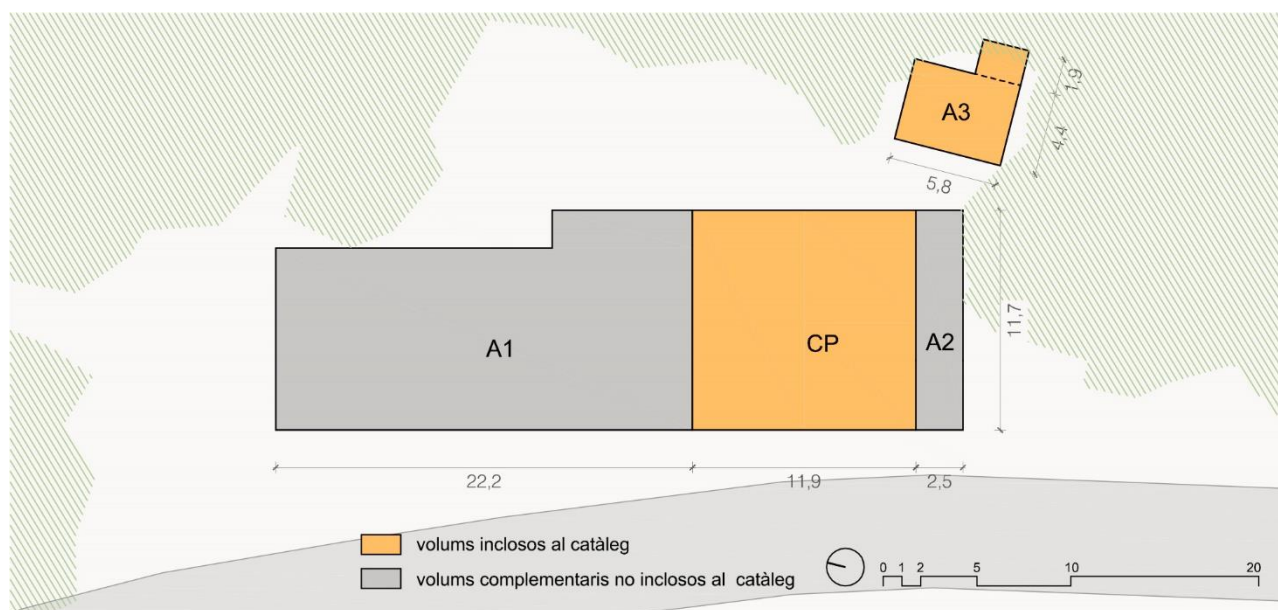 A3
1,9
4,4
5,8
A1
CP
A2
11,7
22,2
11,9
2,5
volums inclosos al catàleg
volums complementaris no inclosos al catàleg
0 1 2 5 10 20